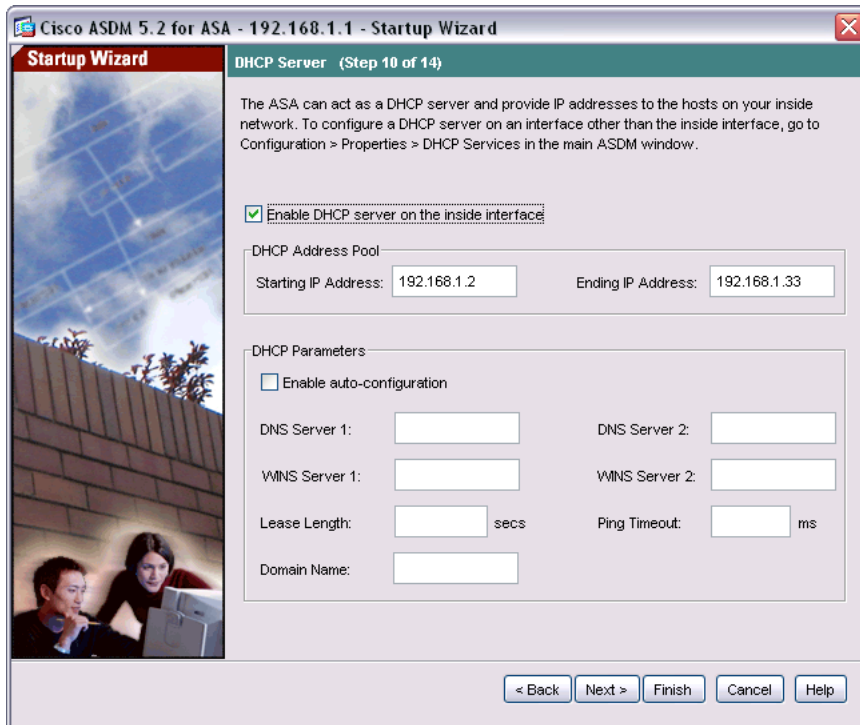 Cisco ASDM 5.2 for ASA - 192.168.1.1 - Startup Wizard
Startup Wizard
DHCP Server (Step 10 of 14)
The ASA can act as a DHCP server and provide IP addresses to the hosts on your inside
network. To configure a DHCP server on an interface other than the inside interface, go to
Configuration > Properties > DHCP Services in the main ASDM window.
Enable DHCP server on the inside interface
DHCP Address Pool
Starting IP Address: 192.168.1.2 Ending IP Address: 192.168.1.33
DHCP Parameters
Enable auto-configuration
DNS Server 1: DNS Server 2:
WINS Server 1: WINS Server 2:
Lease Length: secs Ping Timeout: ms
Domain Name:
< Back Next > Finish Cancel Help